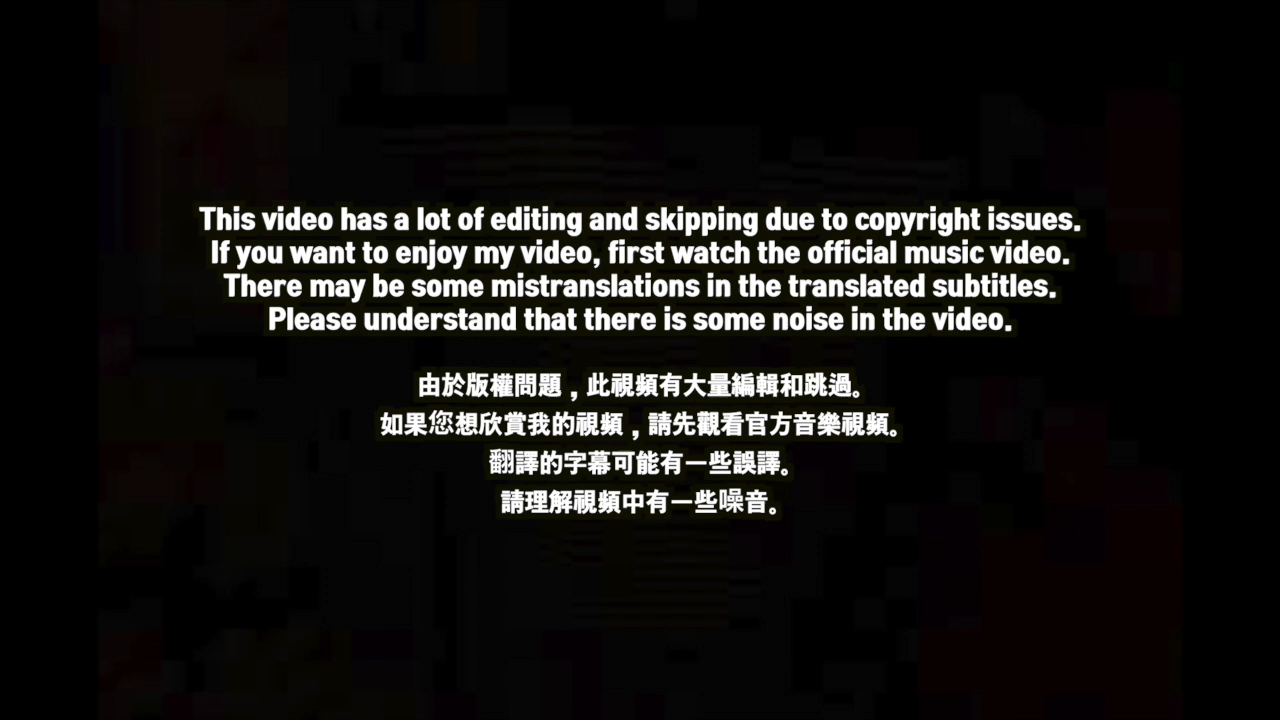 This video has a lot of editing and skipping due to copyright issues.
If you want to enjoy my video, first watch the official music video.
There may be some mistranslations in the translated subtitles.
Please understand that there is some noise in the video.
由於版權問題，此視頻有大量編輯和跳過。
如果您想欣賞我的視頻，請先觀看官方音樂視頻。
翻譯的字幕可能有一些誤譯。
請理解視頻中有一些噪音。